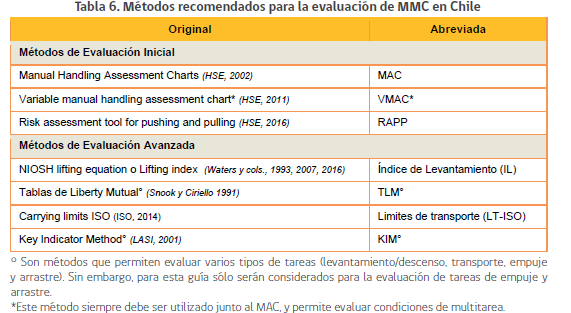 Tabla 6. Métodos recomendados para la evaluación de MMC en Chile
Original Abreviada
Métodos de Evaluación Inicial
Manual Handling Assessment Charts (HSE, 2002) MAC
Variable manual handling assessment chart* (HSE, 2011) VMAC*
Risk assessment tool for pushing and pulling (HSE, 2016) RAPP
Métodos de Evaluación Avanzada
NIOSH lifting equation o Lifting index (Waters y cols., 1993, 2007, 2016) Índice de Levantamiento (IL)
Tablas de Liberty Mutual° (Snook y Ciriello 1991) TLM°
Carrying limits ISO (ISO, 2014) Limites de transporte (LT-ISO)
Key Indicator Method° (LASI, 2001) KIM°
° Son métodos que permiten evaluar varios tipos de tareas (levantamiento/descenso, transporte, empuje
y arrastre). Sin embargo, para esta guía sólo serán considerados para la evaluación de tareas de empuje y
arrastre.
*Este método siempre debe ser utilizado junto al MAC, y permite evaluar condiciones de multitarea.